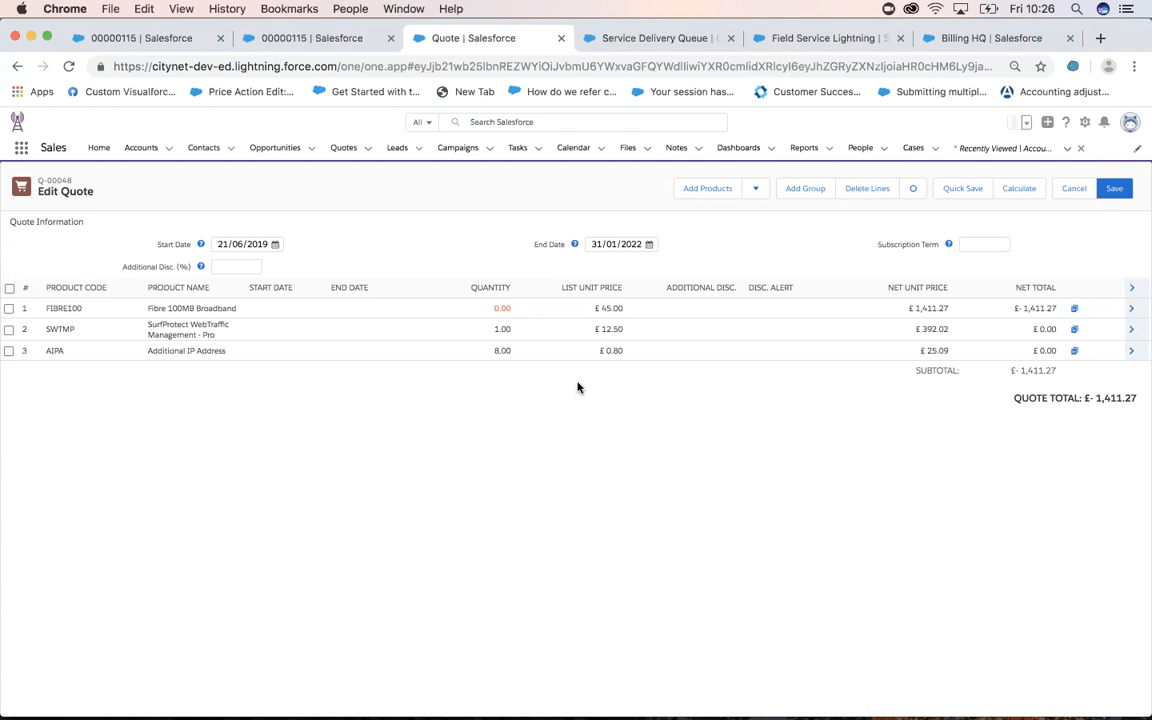 Chrome File Edit View History Bookmarks People Window Help Fri 10:26
00000115 | Salesforce 00000115 | Salesforce Quote | Salesforce Service Delivery Queue | Field Service Lightning | S Billing HQ | Salesforce
https://citynet-dev-ed.lightning.force.com/one/one.app#
Apps Custom Visualforc... Price Action Edit:... Get Started with t... New Tab How do we refer c... Your session has... Customer Succes... Submitting multipl... Accounting adjust...
All Search Salesforce
Sales Home Accounts Contacts Opportunities Quotes Leads Campaigns Tasks Calendar Files Notes Dashboards Reports People Cases * Recently Viewed | Accou...
Q-00048
Edit Quote
Add Products Add Group Delete Lines Quick Save Calculate Cancel Save
Quote Information
Start Date 21/06/2019 End Date 31/01/2022 Subscription Term
Additional Disc. (%)
# PRODUCT CODE PRODUCT NAME START DATE END DATE QUANTITY LIST UNIT PRICE ADDITIONAL DISC. DISC. ALERT NET UNIT PRICE NET TOTAL
1 FIBRE100 Fibre 100MB Broadband 0.00 £ 45.00 £ 1,411.27 £- 1,411.27
2 SWTMP SurfProtect WebTraffic Management - Pro 1.00 £ 12.50 £ 392.02 £ 0.00
3 AIPA Additional IP Address 8.00 £ 0.80 £ 25.09 £ 0.00
SUBTOTAL: £- 1,411.27
QUOTE TOTAL: £- 1,411.27